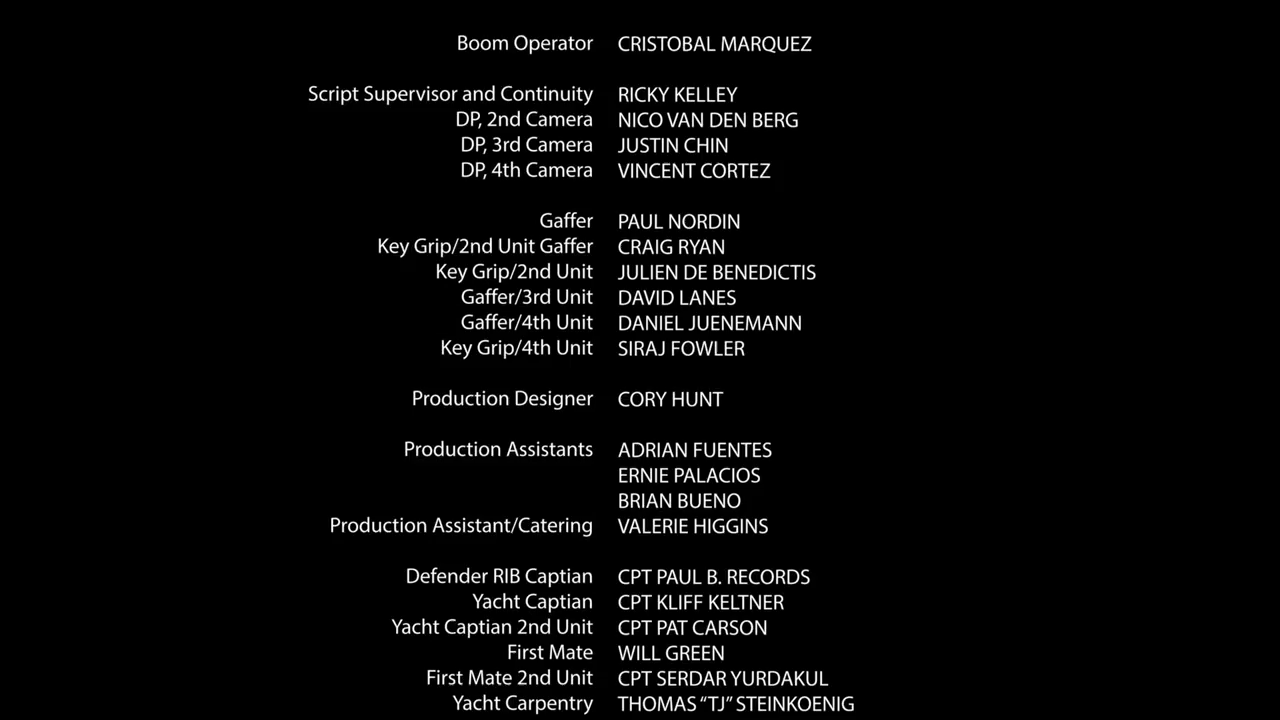 Boom Operator CRISTOBAL MARQUEZ
Script Supervisor and Continuity RICKY KELLEY
DP, 2nd Camera NICO VAN DEN BERG
DP, 3rd Camera JUSTIN CHIN
DP, 4th Camera VINCENT CORTEZ
Gaffer PAUL NORDIN
Key Grip/2nd Unit Gaffer CRAIG RYAN
Key Grip/2nd Unit JULIEN DE BENEDICTIS
Gaffer/3rd Unit DAVID LANES
Gaffer/4th Unit DANIEL JUENEMANN
Key Grip/4th Unit SIRAJ FOWLER
Production Designer CORY HUNT
Production Assistants ADRIAN FUENTES
ERNIE PALACIOS
BRIAN BUENO
Production Assistant/Catering VALERIE HIGGINS
Defender RIB Captian CPT PAUL B. RECORDS
Yacht Captian CPT KLIFF KELTNER
Yacht Captian 2nd Unit CPT PAT CARSON
First Mate WILL GREEN
First Mate 2nd Unit CPT SERDAR YURDAKUL
Yacht Carpentry THOMAS “TJ” STEINKOENIG